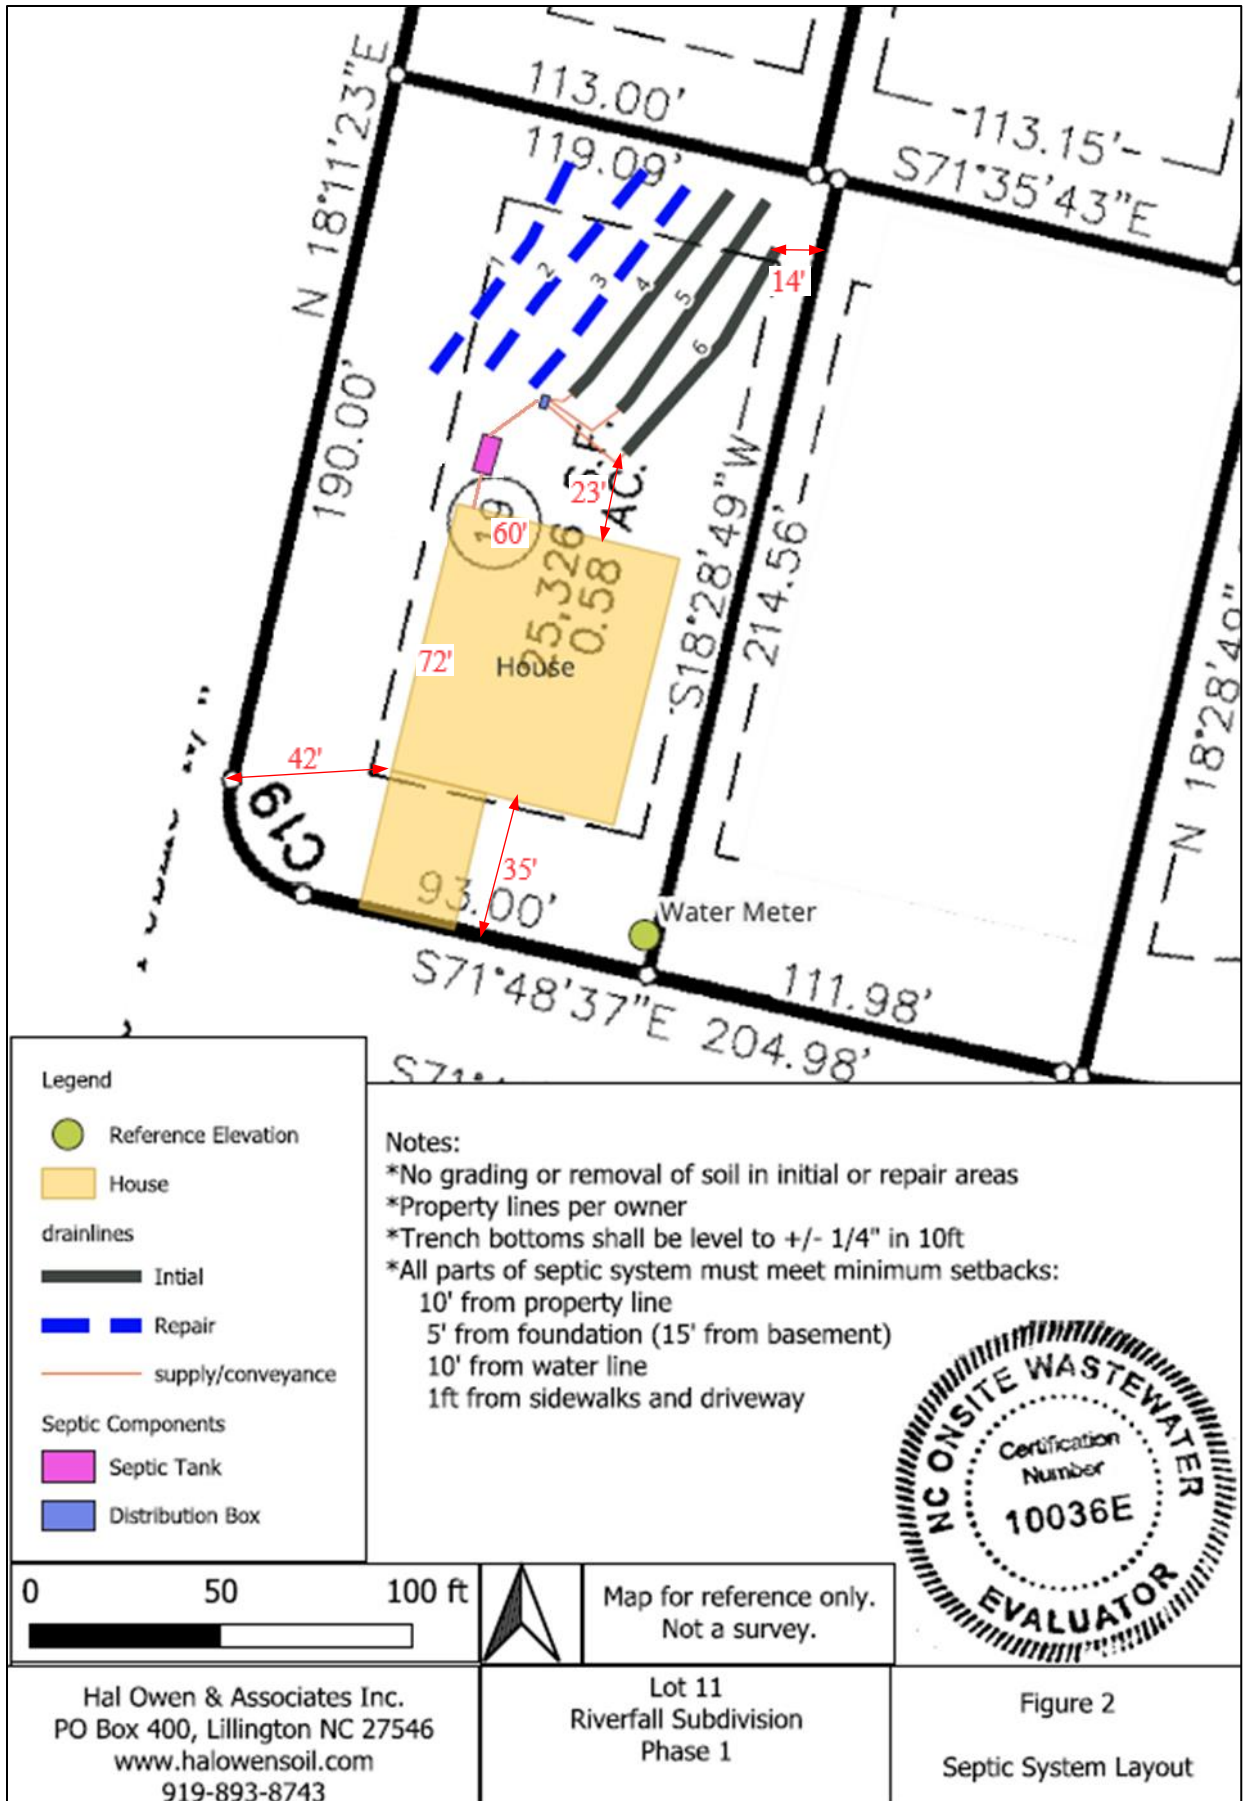 113.00'
119.09'
-113.15'-
S71°35'43"E
N 18°11'23"E
190.00'
1
2
3
4
5
6
14'
23'
S.F.
AC.
19
60'
25,326
0.58
72'
House
S18°28'49"W
214.56'
N 18°28'49"
42'
C19
35'
93.00'
Water Meter
S71°48'37"E 204.98'
111.98'
Legend
Reference Elevation
House
drainlines
Intial
Repair
supply/conveyance
Septic Components
Septic Tank
Distribution Box
Notes:
*No grading or removal of soil in initial or repair areas
*Property lines per owner
*Trench bottoms shall be level to +/- 1/4" in 10ft
*All parts of septic system must meet minimum setbacks:
10' from property line
5' from foundation (15' from basement)
10' from water line
1ft from sidewalks and driveway
NC ONSITE WASTEWATER
Certification
Number
10036E
EVALUATOR
0 50 100 ft
Map for reference only.
Not a survey.
Hal Owen & Associates Inc.
PO Box 400, Lillington NC 27546
www.halowensoil.com
919-893-8743
Lot 11
Riverfall Subdivision
Phase 1
Figure 2
Septic System Layout